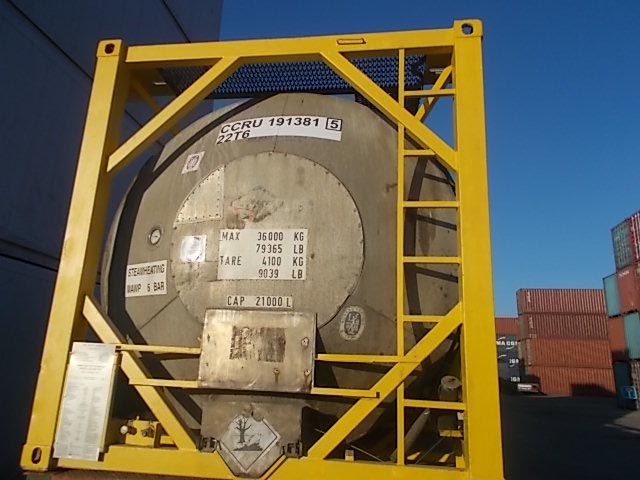 CCRU 191381 5
22T6
MAX 36000 KG
79365 LB
TARE 4100 KG
9039 LB
STEAMHEATING
MAWP 6 BAR
CAP 21000 L